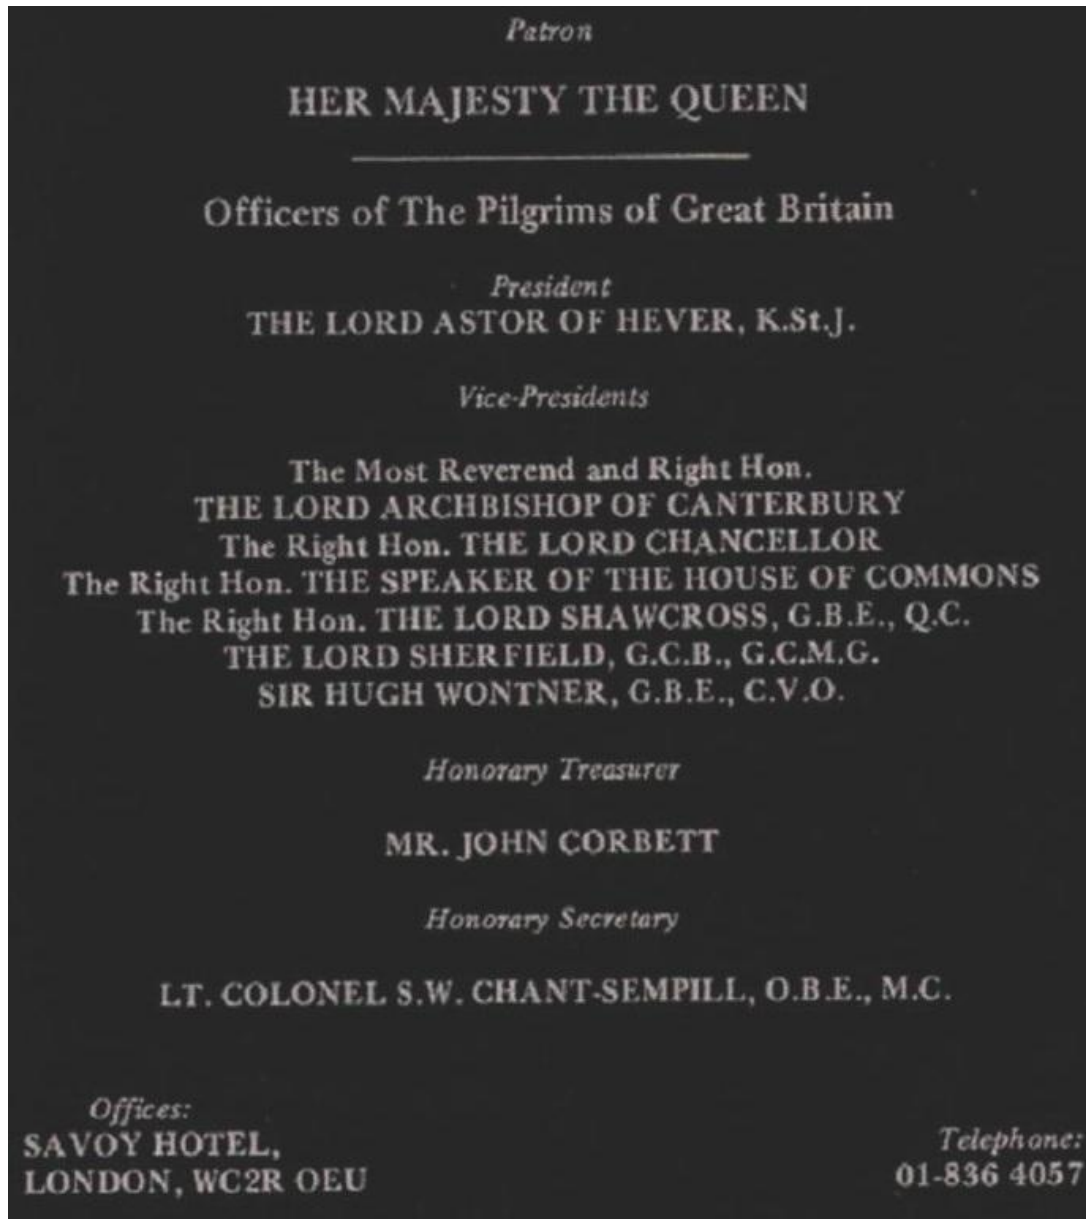 Patron
HER MAJESTY THE QUEEN
Officers of The Pilgrims of Great Britain
President
THE LORD ASTOR OF HEVER, K.St.J.
Vice-Presidents
The Most Reverend and Right Hon.
THE LORD ARCHBISHOP OF CANTERBURY
The Right Hon. THE LORD CHANCELLOR
The Right Hon. THE SPEAKER OF THE HOUSE OF COMMONS
The Right Hon. THE LORD SHAWCROSS, G.B.E., Q.C.
THE LORD SHERFIELD, G.C.B., G.C.M.G.
SIR HUGH WONTNER, G.B.E., C.V.O.
Honorary Treasurer
MR. JOHN CORBETT
Honorary Secretary
LT. COLONEL S.W. CHANT-SEMPILL, O.B.E., M.C.
Offices:
SAVOY HOTEL,
LONDON, WC2R OEU
Telephone:
01-836 4057